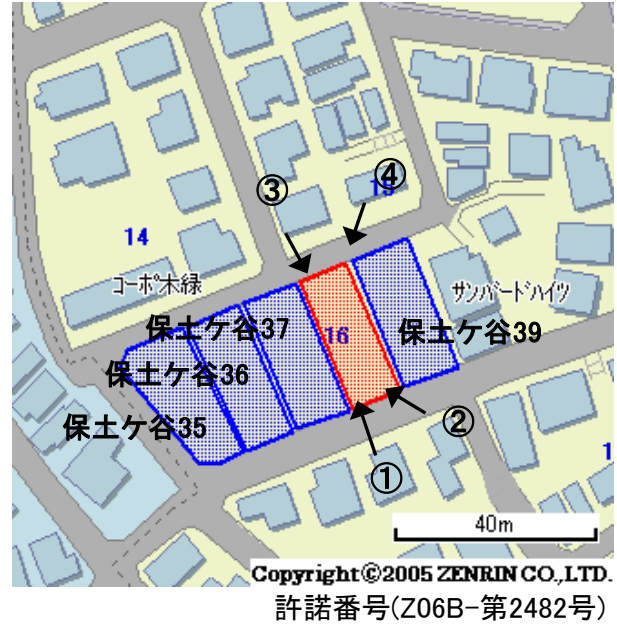 ③
④
15
14
コーポ木緑
サンバードハイツ
保土ケ谷37
16
保土ケ谷39
保土ケ谷36
保土ケ谷35
②
1
①
40m
Copyright©2005 ZENRIN CO.,LTD.
許諾番号(Z06B-第2482号)